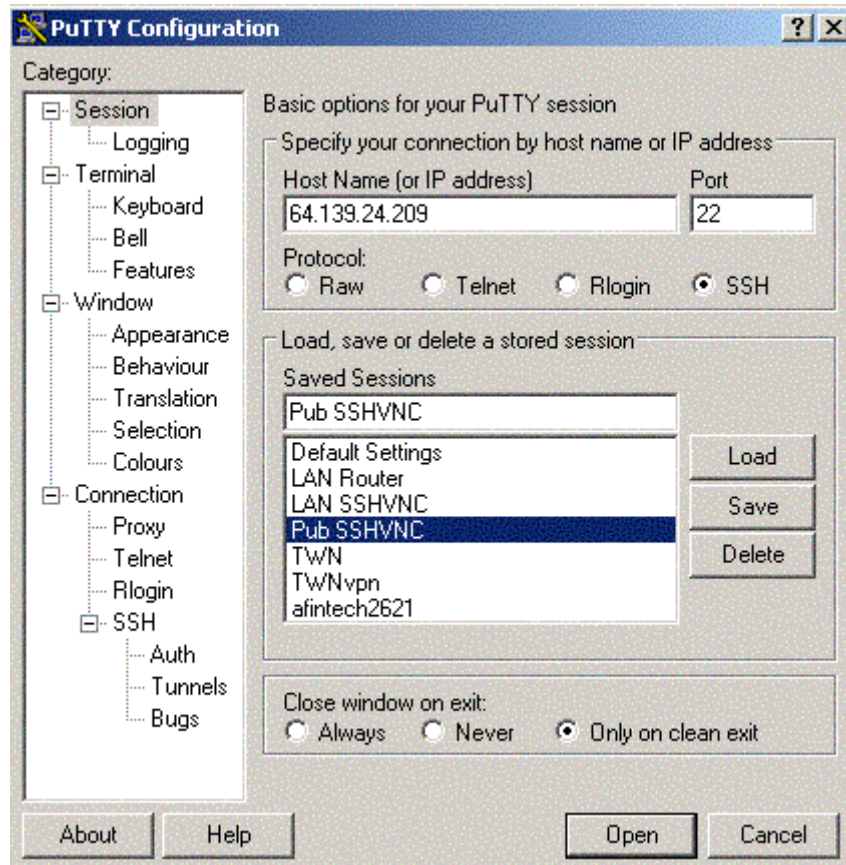 PuTTY Configuration
Category:
Session
Logging
Terminal
Keyboard
Bell
Features
Window
Appearance
Behaviour
Translation
Selection
Colours
Connection
Proxy
Telnet
Rlogin
SSH
Auth
Tunnels
Bugs
Basic options for your PuTTY session
Specify your connection by host name or IP address
Host Name (or IP address) Port
64.139.24.209 22
Protocol:
Raw Telnet Rlogin SSH
Load, save or delete a stored session
Saved Sessions
Pub SSHVNC
Default Settings
LAN Router
LAN SSHVNC
Pub SSHVNC
TWN
TWNvpn
afintech2621
Load
Save
Delete
Close window on exit:
Always Never Only on clean exit
About Help Open Cancel